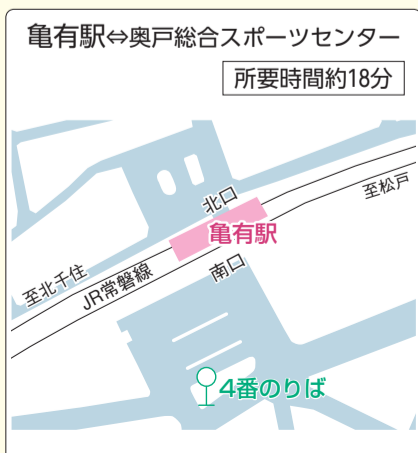 亀有駅⇔奥戸総合スポーツセンター
所要時間約18分
北口
至松戸
亀有駅
至北千住
JR常磐線
南口
4番のりば